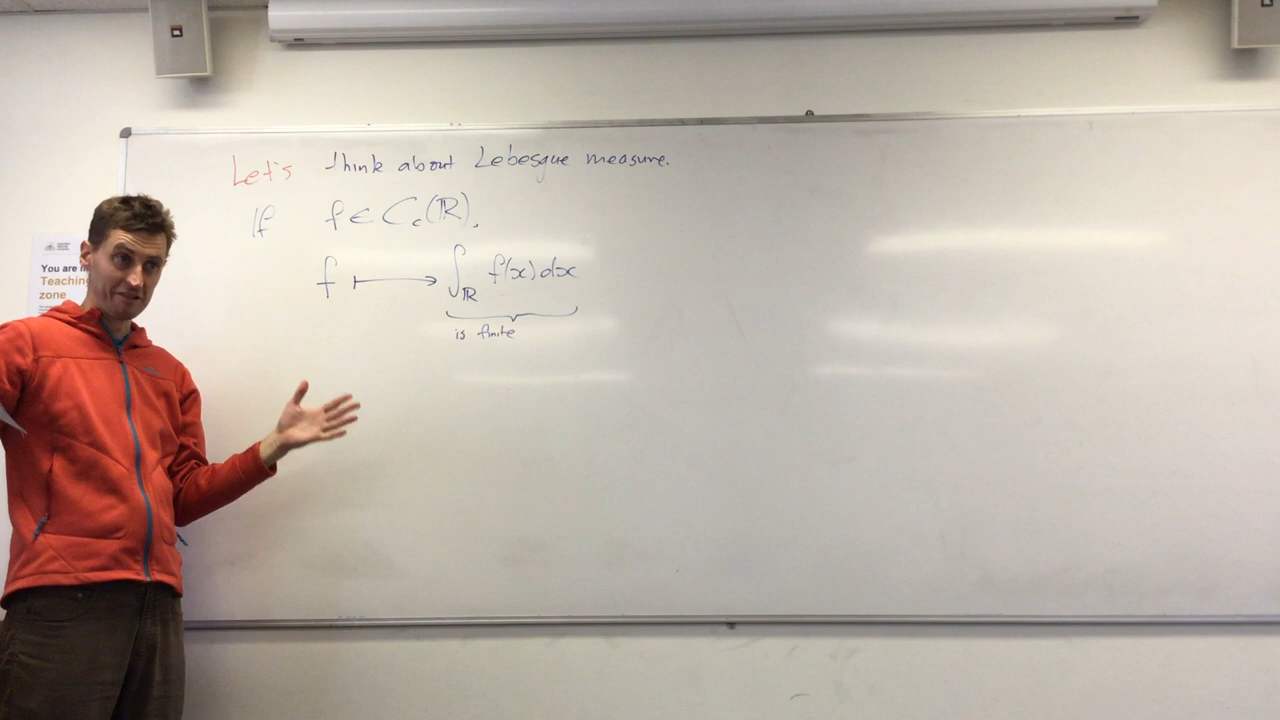 Let's think about Lebesgue measure.
If f ∈ C_c(ℝ),
f ⟼ ∫_ℝ f(x) dx
is finite
You are
Teaching
zone